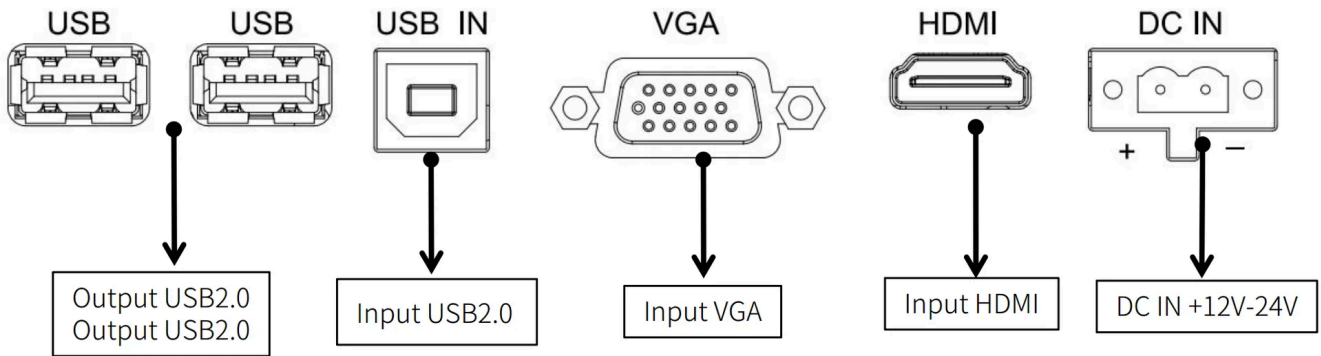 USB USB USB IN VGA HDMI DC IN
+ −
Output USB2.0
Output USB2.0
Input USB2.0
Input VGA
Input HDMI
DC IN +12V-24V